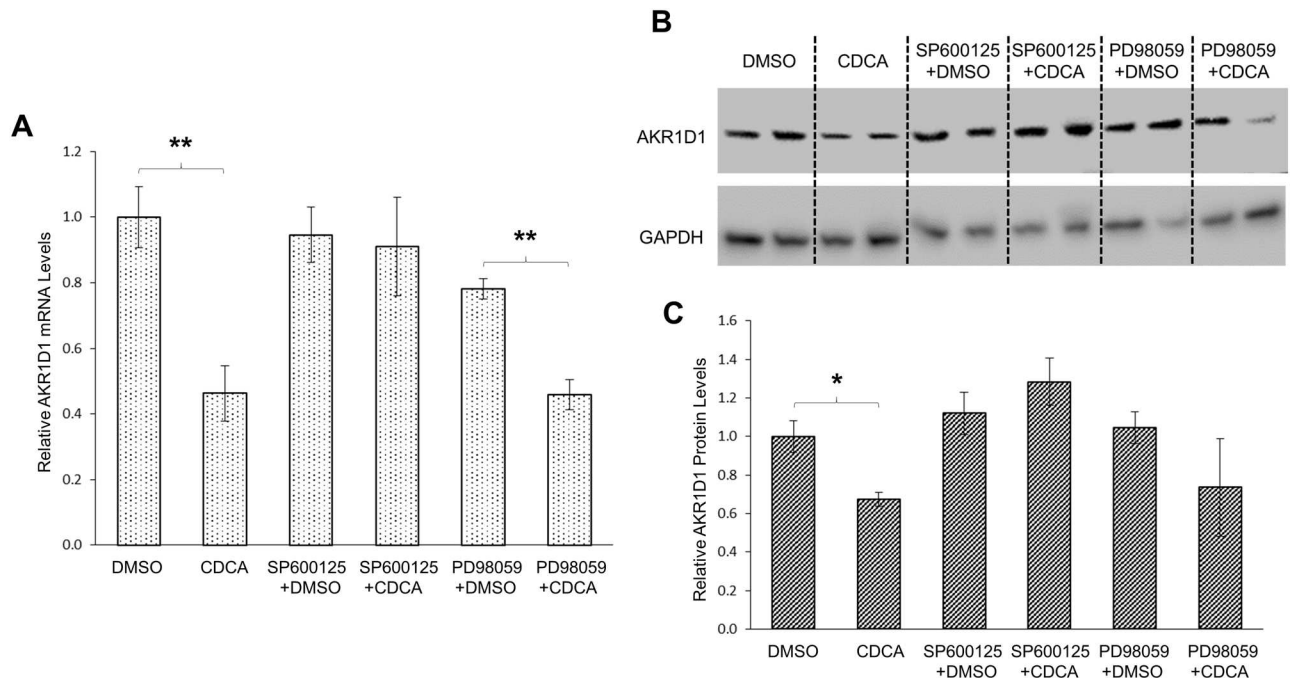 A
Relative AKR1D1 mRNA Levels
1.2
1.0
0.8
0.6
0.4
0.2
0.0
**
**
DMSO
CDCA
SP600125
+DMSO
SP600125
+CDCA
PD98059
+DMSO
PD98059
+CDCA
B
DMSO
CDCA
SP600125
+DMSO
SP600125
+CDCA
PD98059
+DMSO
PD98059
+CDCA
AKR1D1
GAPDH
C
Relative AKR1D1 Protein Levels
1.6
1.4
1.2
1.0
0.8
0.6
0.4
0.2
0.0
*
DMSO
CDCA
SP600125
+DMSO
SP600125
+CDCA
PD98059
+DMSO
PD98059
+CDCA